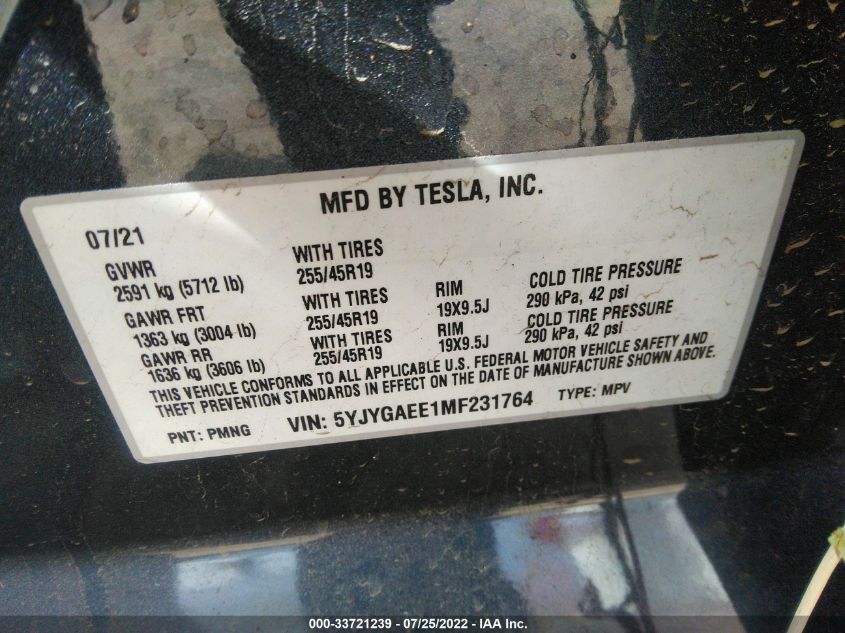 MFD BY TESLA, INC.
07/21
GVWR WITH TIRES
2591 kg (5712 lb) 255/45R19
GAWR FRT WITH TIRES RIM COLD TIRE PRESSURE
1363 kg (3004 lb) 255/45R19 19X9.5J 290 kPa, 42 psi
GAWR RR WITH TIRES RIM COLD TIRE PRESSURE
1636 kg (3606 lb) 255/45R19 19X9.5J 290 kPa, 42 psi
THIS VEHICLE CONFORMS TO ALL APPLICABLE U.S. FEDERAL MOTOR VEHICLE SAFETY AND
THEFT PREVENTION STANDARDS IN EFFECT ON THE DATE OF MANUFACTURE SHOWN ABOVE.
PNT: PMNG VIN: 5YJYGAEE1MF231764 TYPE: MPV
000-33721239 - 07/25/2022 - IAA Inc.